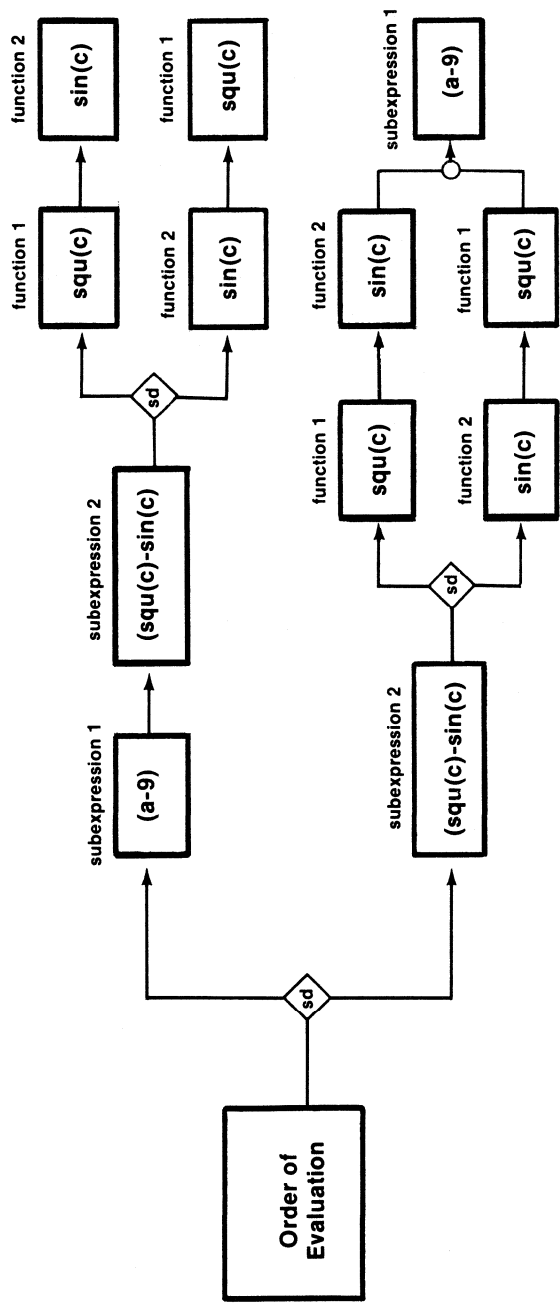 Order of
Evaluation
sd
subexpression 1
(a-9)
subexpression 2
(squ(c)-sin(c)
sd
function 1
squ(c)
function 2
sin(c)
function 2
sin(c)
function 1
squ(c)
subexpression 2
(squ(c)-sin(c)
sd
function 1
squ(c)
function 2
sin(c)
function 2
sin(c)
function 1
squ(c)
subexpression 1
(a-9)